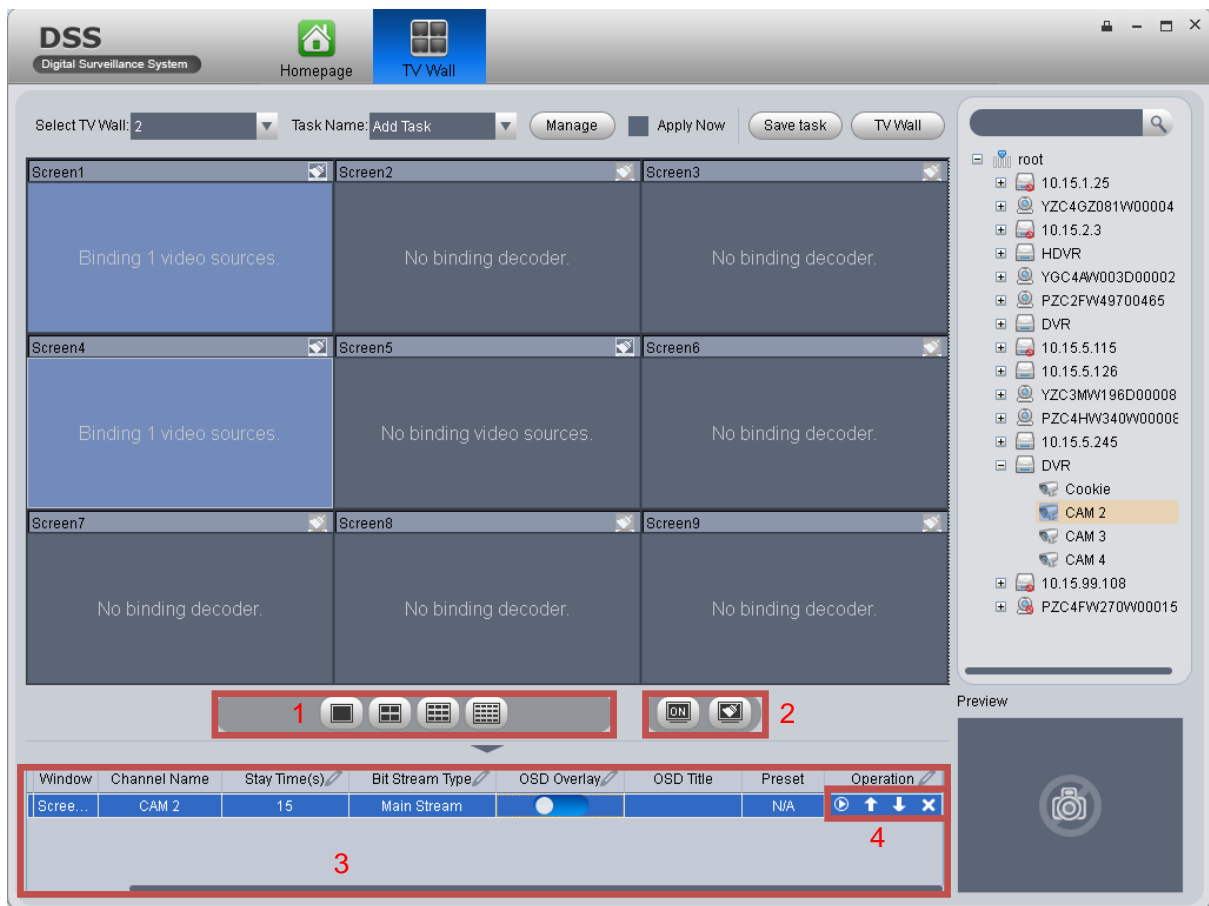 DSS
Digital Surveillance System
Homepage
TV Wall
Select TV Wall: 2
Task Name: Add Task
Manage
Apply Now
Save task
TV Wall
Screen1
Screen2
Screen3
Binding 1 video sources.
No binding decoder.
No binding decoder.
Screen4
Screen5
Screen6
Binding 1 video sources.
No binding video sources.
No binding decoder.
Screen7
Screen8
Screen9
No binding decoder.
No binding decoder.
No binding decoder.
root
10.15.1.25
YZC4GZ081W00004
10.15.2.3
HDVR
YGC4AW003D00002
PZC2FW49700465
DVR
10.15.5.115
10.15.5.126
YZC3MW196D00008
PZC4HW340W00008
10.15.5.245
DVR
Cookie
CAM 2
CAM 3
CAM 4
10.15.99.108
PZC4FW270W00015
1
ON
2
Preview
Window Channel Name Stay Time(s) Bit Stream Type OSD Overlay OSD Title Preset Operation
Scree... CAM 2 15 Main Stream N/A
3
4